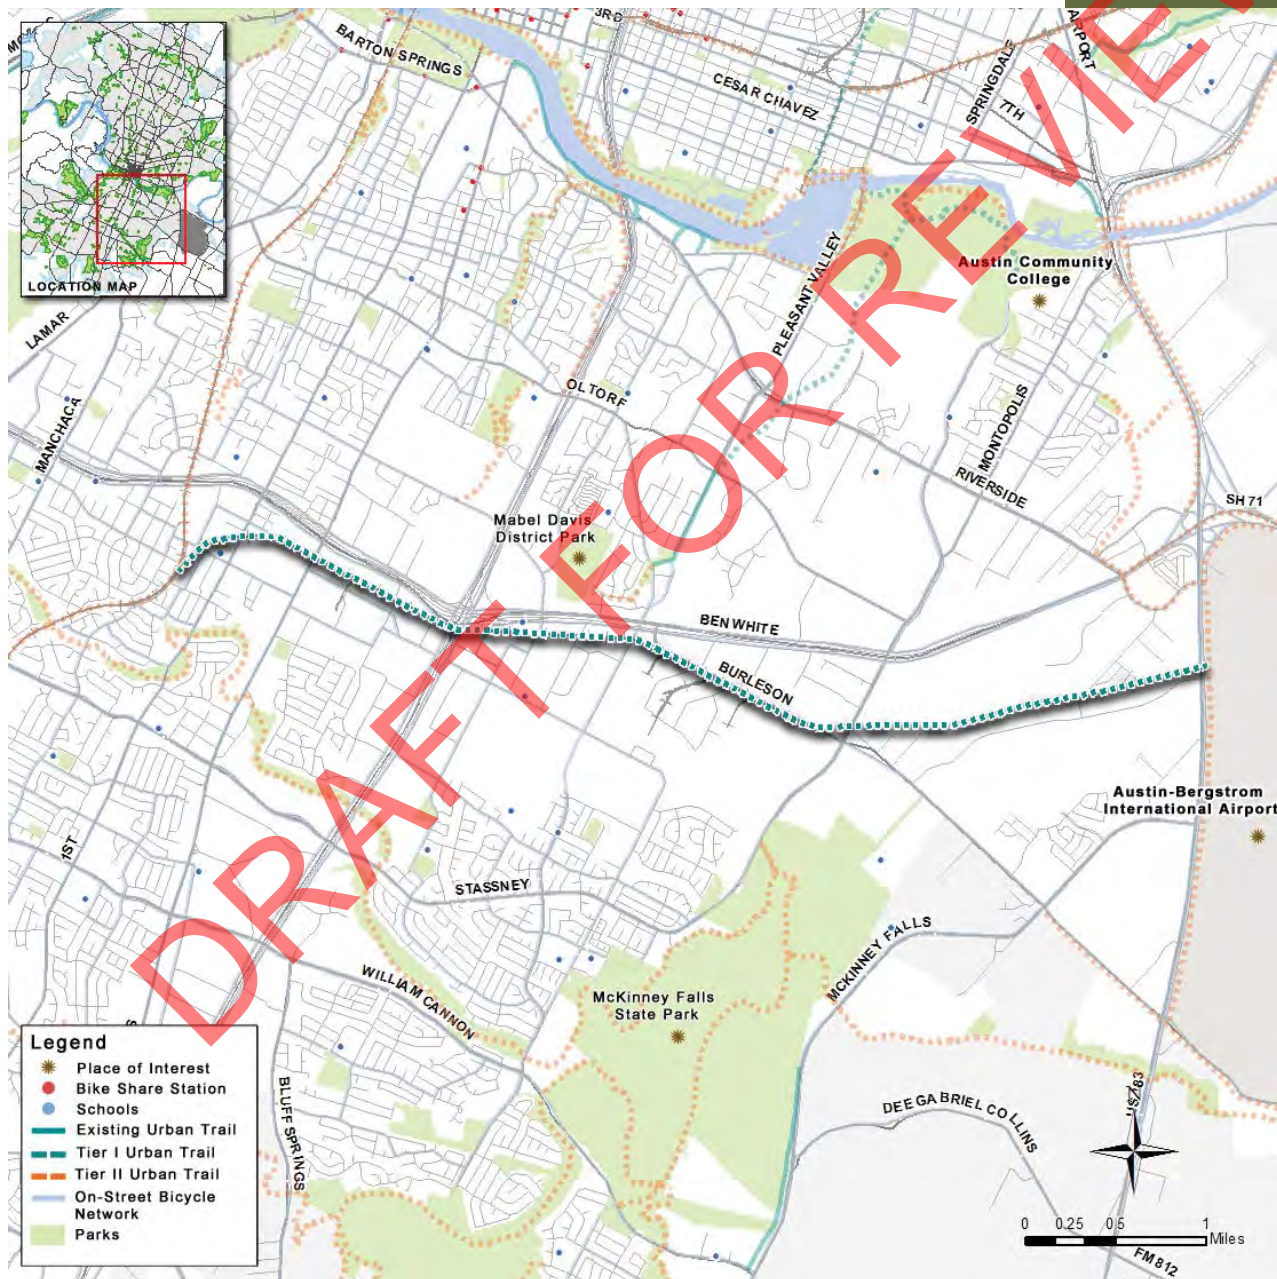 3RD
BARTON SPRINGS
CESAR CHAVEZ
SPRINGDALE
AIRPORT
7TH
LOCATION MAP
LAMAR
PLEASANT VALLEY
Austin Community
College
OLTORF
MANCHACA
MONTOPOLIS
RIVERSIDE
SH 71
Mabel Davis
District Park
BEN WHITE
BURLESON
Austin-Bergstrom
International Airport
1ST
STASSNEY
MCKINNEY FALLS
WILLIAM CANNON
McKinney Falls
State Park
BLUFF SPRINGS
DEE GABRIEL COLLINS
US 183
FM 812
Legend
Place of Interest
Bike Share Station
Schools
Existing Urban Trail
Tier I Urban Trail
Tier II Urban Trail
On-Street Bicycle
Network
Parks
0 0.25 0.5 1
Miles
DRAFT FOR REVIE